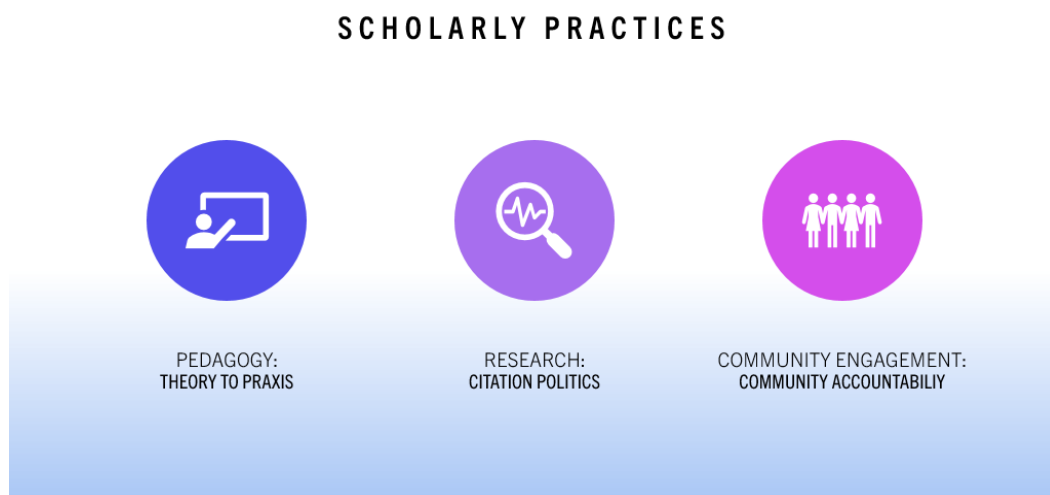 SCHOLARLY PRACTICES
PEDAGOGY:
THEORY TO PRAXIS
RESEARCH:
CITATION POLITICS
COMMUNITY ENGAGEMENT:
COMMUNITY ACCOUNTABILIY